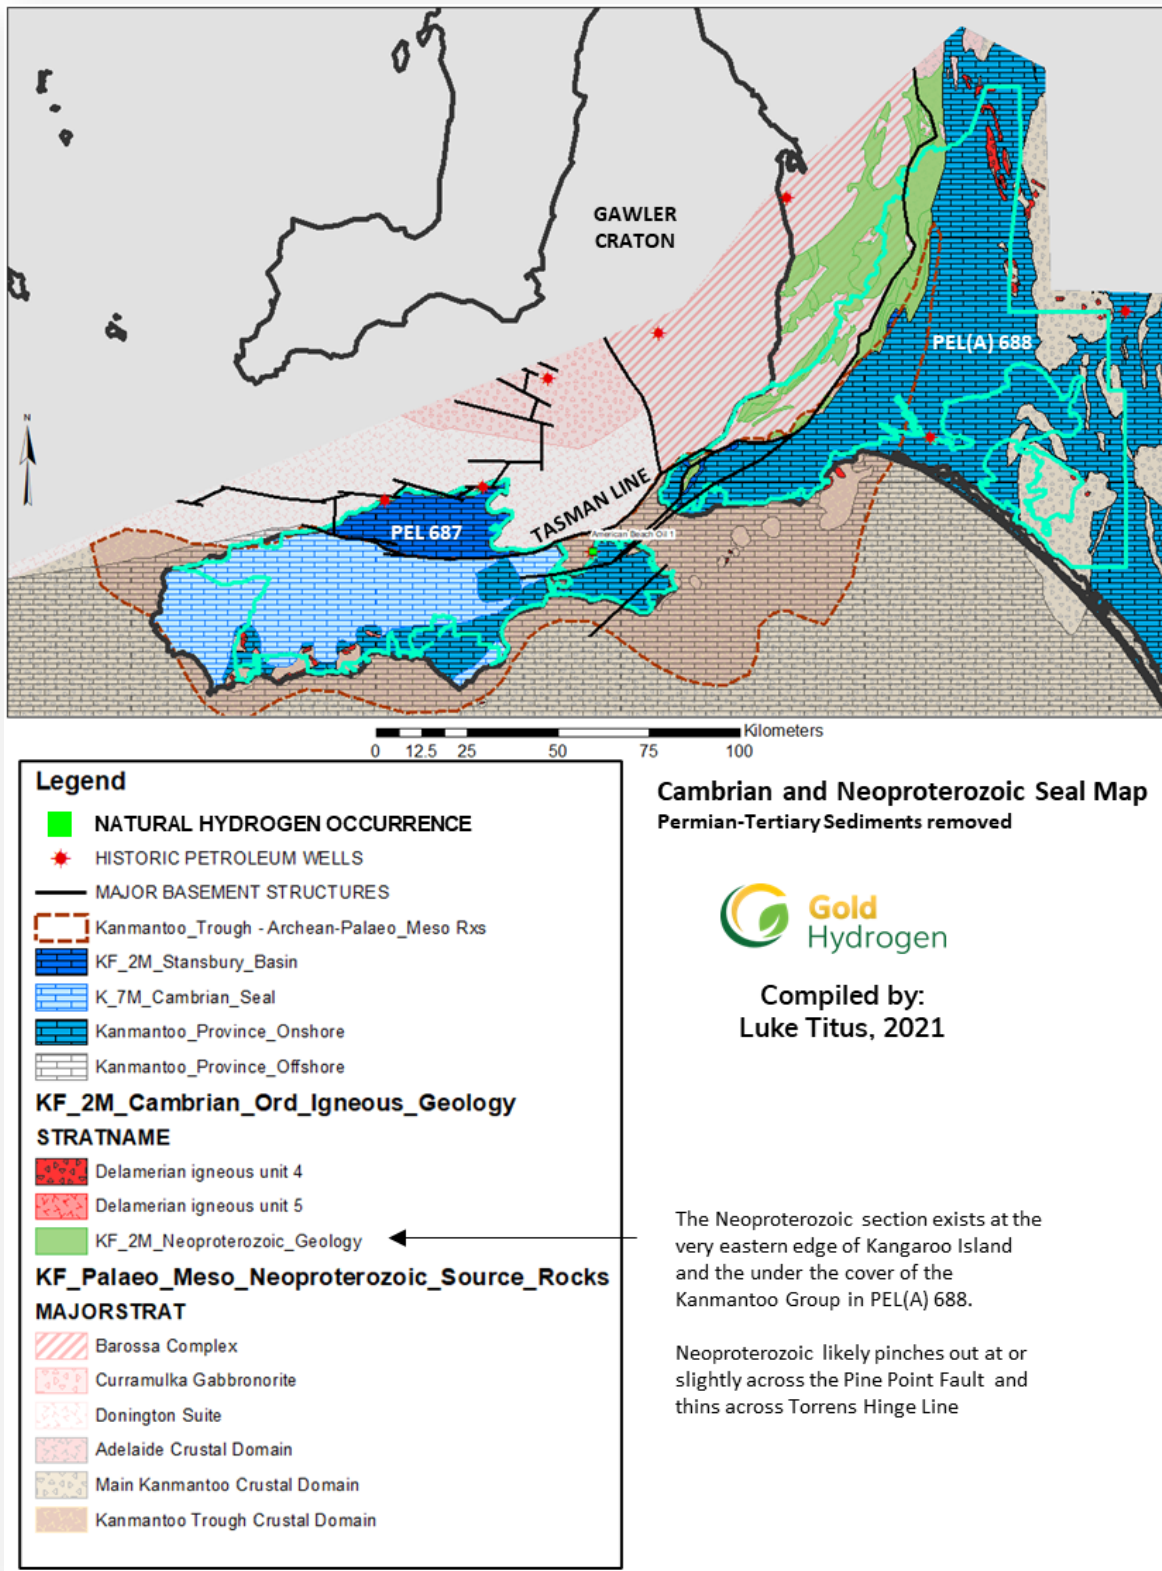 GAWLER
CRATON
PEL(A) 688
N
TASMAN LINE
PEL 687
American Beach Oil 1
Kilometers
0 12.5 25 50 75 100
Legend
NATURAL HYDROGEN OCCURRENCE
HISTORIC PETROLEUM WELLS
MAJOR BASEMENT STRUCTURES
Kanmantoo_Trough - Archean-Palaeo_Meso Rxs
KF_2M_Stansbury_Basin
K_7M_Cambrian_Seal
Kanmantoo_Province_Onshore
Kanmantoo_Province_Offshore
KF_2M_Cambrian_Ord_Igneous_Geology
STRATNAME
Delamerian igneous unit 4
Delamerian igneous unit 5
KF_2M_Neoproterozoic_Geology
KF_Palaeo_Meso_Neoproterozoic_Source_Rocks
MAJORSTRAT
Barossa Complex
Curramulka Gabbronorite
Donington Suite
Adelaide Crustal Domain
Main Kanmantoo Crustal Domain
Kanmantoo Trough Crustal Domain
Cambrian and Neoproterozoic Seal Map
Permian-Tertiary Sediments removed
Gold
Hydrogen
Compiled by:
Luke Titus, 2021
The Neoproterozoic section exists at the
very eastern edge of Kangaroo Island
and the under the cover of the
Kanmantoo Group in PEL(A) 688.
Neoproterozoic likely pinches out at or
slightly across the Pine Point Fault and
thins across Torrens Hinge Line